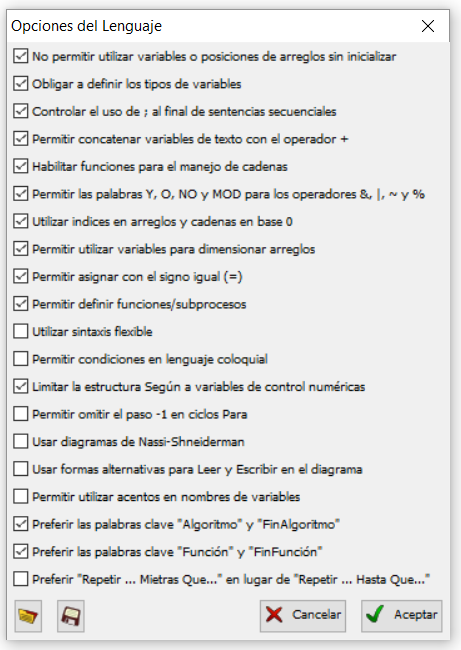 Opciones del Lenguaje
No permitir utilizar variables o posiciones de arreglos sin inicializar
Obligar a definir los tipos de variables
Controlar el uso de ; al final de sentencias secuenciales
Permitir concatenar variables de texto con el operador +
Habilitar funciones para el manejo de cadenas
Permitir las palabras Y, O, NO y MOD para los operadores &, |, ~ y %
Utilizar indices en arreglos y cadenas en base 0
Permitir utilizar variables para dimensionar arreglos
Permitir asignar con el signo igual (=)
Permitir definir funciones/subprocesos
Utilizar sintaxis flexible
Permitir condiciones en lenguaje coloquial
Limitar la estructura Según a variables de control numéricas
Permitir omitir el paso -1 en ciclos Para
Usar diagramas de Nassi-Shneiderman
Usar formas alternativas para Leer y Escribir en el diagrama
Permitir utilizar acentos en nombres de variables
Preferir las palabras clave "Algoritmo" y "FinAlgoritmo"
Preferir las palabras clave "Función" y "FinFunción"
Preferir "Repetir ... Mietras Que..." en lugar de "Repetir ... Hasta Que..."
Cancelar
Aceptar